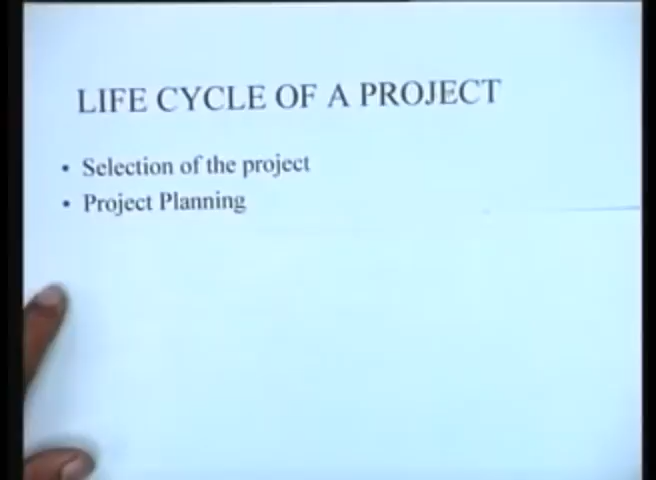 LIFE CYCLE OF A PROJECT
• Selection of the project
• Project Planning